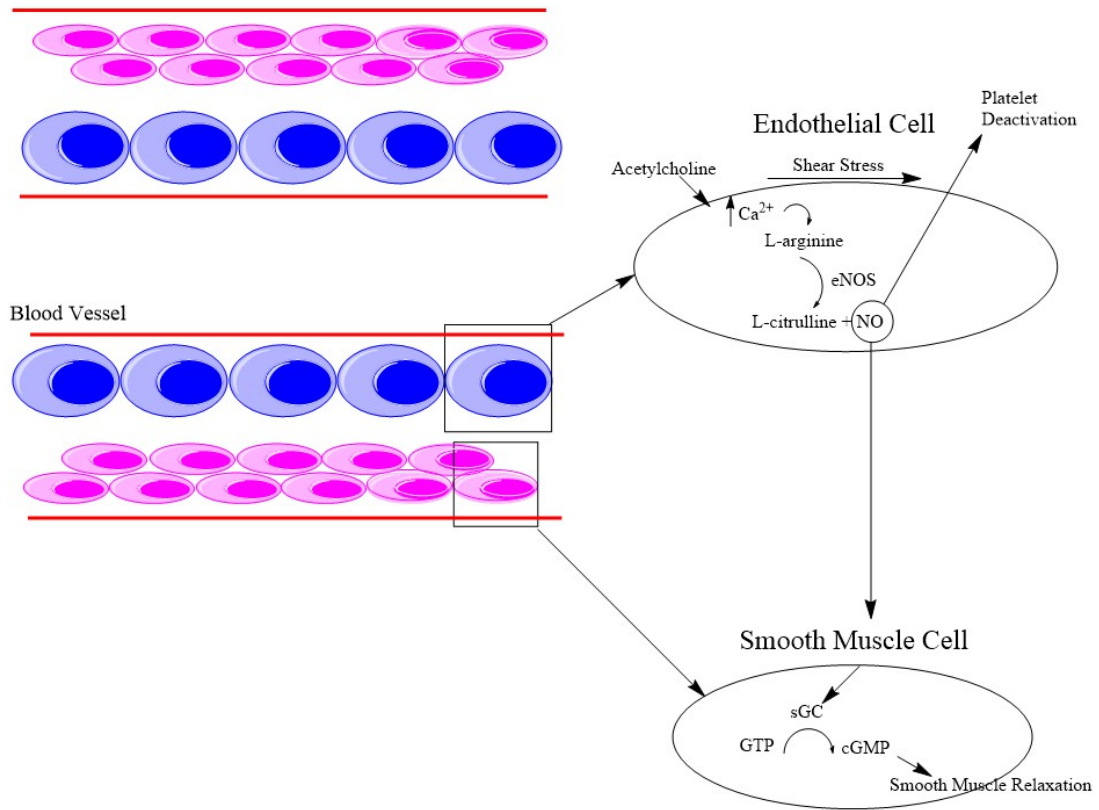 Platelet
Deactivation
Endothelial Cell
Acetylcholine
Shear Stress
Ca²⁺
L-arginine
eNOS
L-citrulline + NO
Blood Vessel
Smooth Muscle Cell
sGC
GTP
cGMP
Smooth Muscle Relaxation